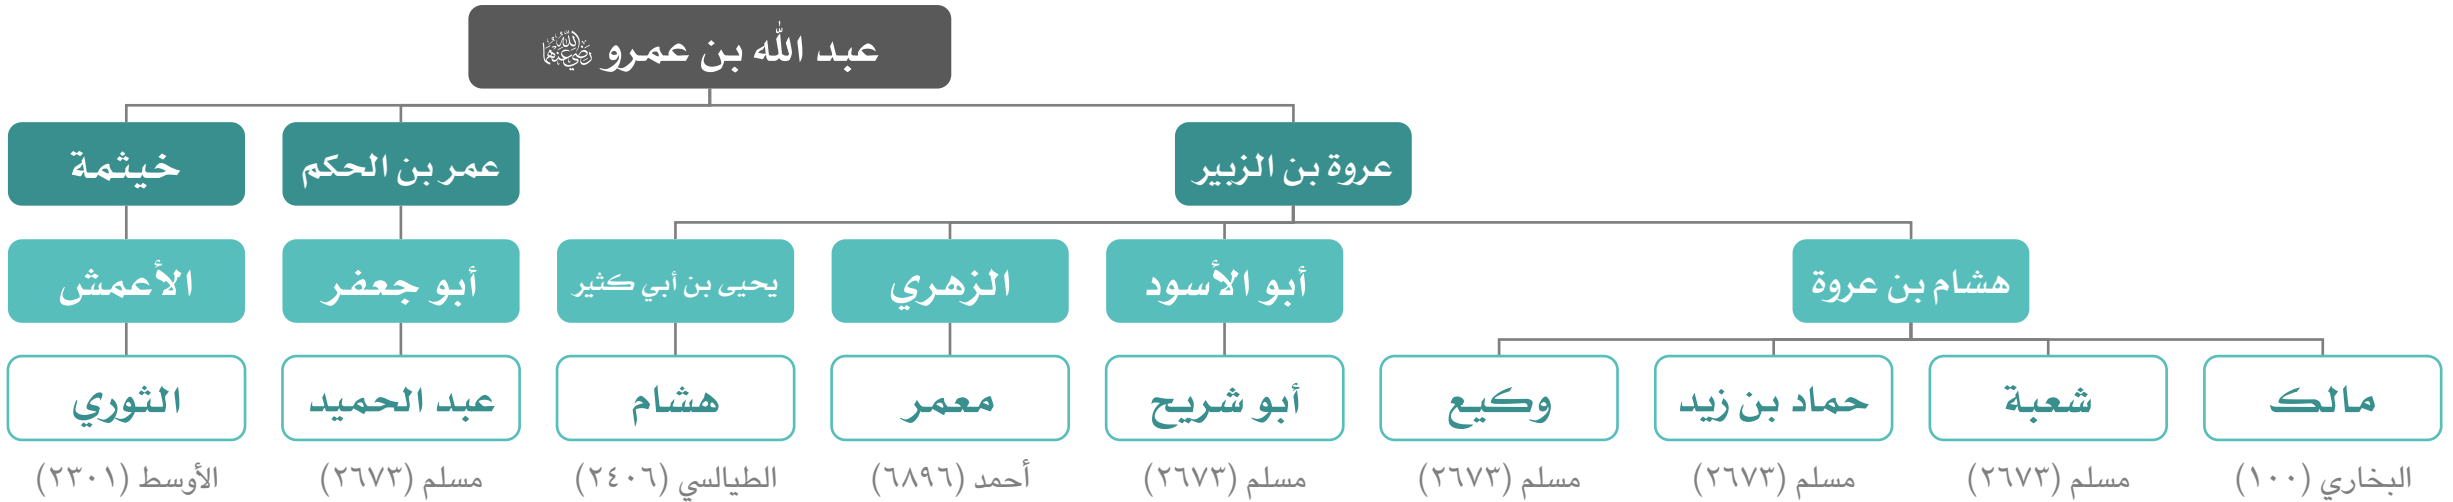 عبد الله بن عمرو رضي الله عنهما
عروة بن الزبير
عمر بن الحكم
خيثمة
هشام بن عروة
أبو الأسود
الزهري
يحيى بن أبي كثير
أبو جعفر
الأعمش
مالك
شعبة
حماد بن زيد
وكيع
أبو شريح
معمر
هشام
عبد الحميد
الثوري
البخاري (١٠٠)
مسلم (٢٦٧٣)
مسلم (٢٦٧٣)
مسلم (٢٦٧٣)
مسلم (٢٦٧٣)
أحمد (٦٨٩٦)
الطيالسي (٢٤٠٦)
مسلم (٢٦٧٣)
الأوسط (٢٣٠١)